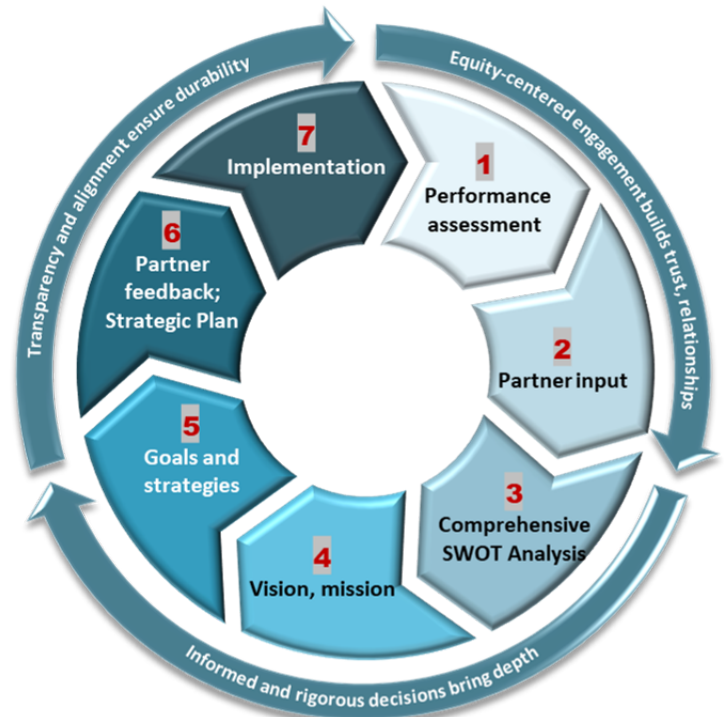 Equity-centered engagement builds trust, relationships
Informed and rigorous decisions bring depth
Transparency and alignment ensure durability
1
Performance
assessment
2
Partner input
3
Comprehensive
SWOT Analysis
4
Vision, mission
5
Goals and
strategies
6
Partner
feedback;
Strategic Plan
7
Implementation